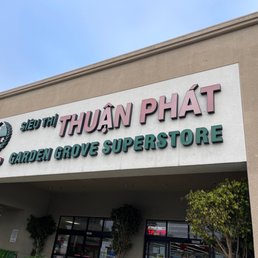 SIÊU THỊ THUẬN PHÁT
GARDEN GROVE SUPERSTORE